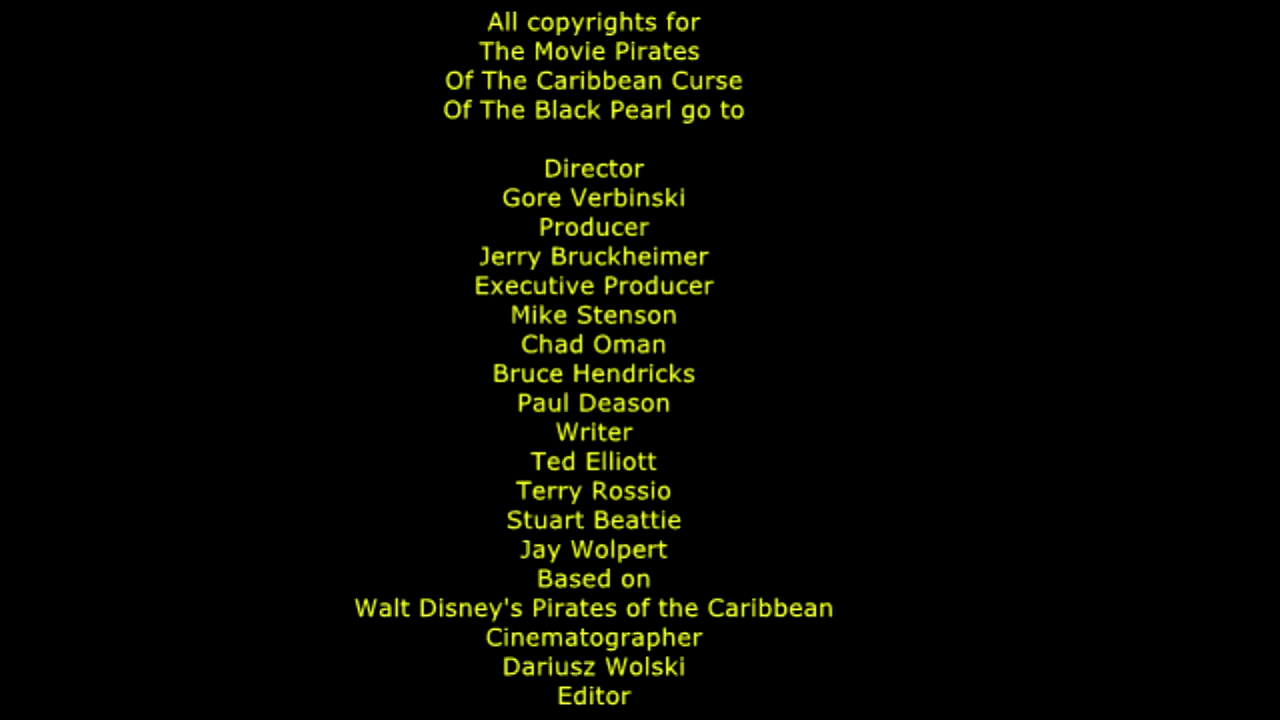 All copyrights for
The Movie Pirates
Of The Caribbean Curse
Of The Black Pearl go to
Director
Gore Verbinski
Producer
Jerry Bruckheimer
Executive Producer
Mike Stenson
Chad Oman
Bruce Hendricks
Paul Deason
Writer
Ted Elliott
Terry Rossio
Stuart Beattie
Jay Wolpert
Based on
Walt Disney's Pirates of the Caribbean
Cinematographer
Dariusz Wolski
Editor